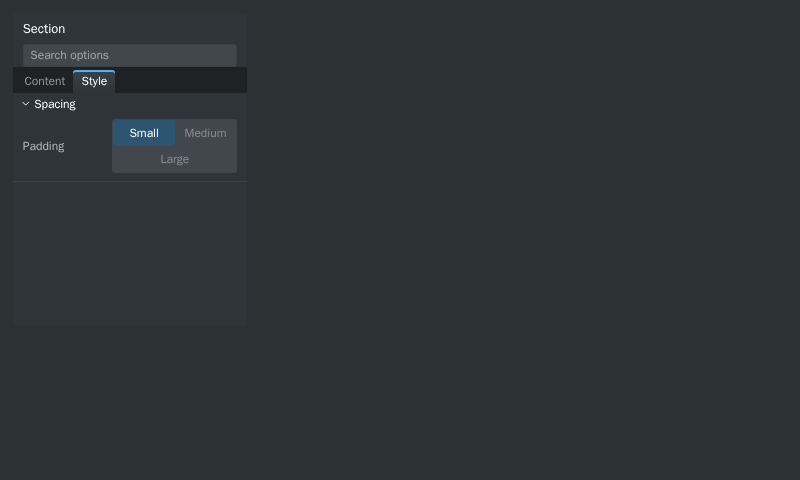 Section
Search options
Content Style
Spacing
Padding
Small Medium
Large